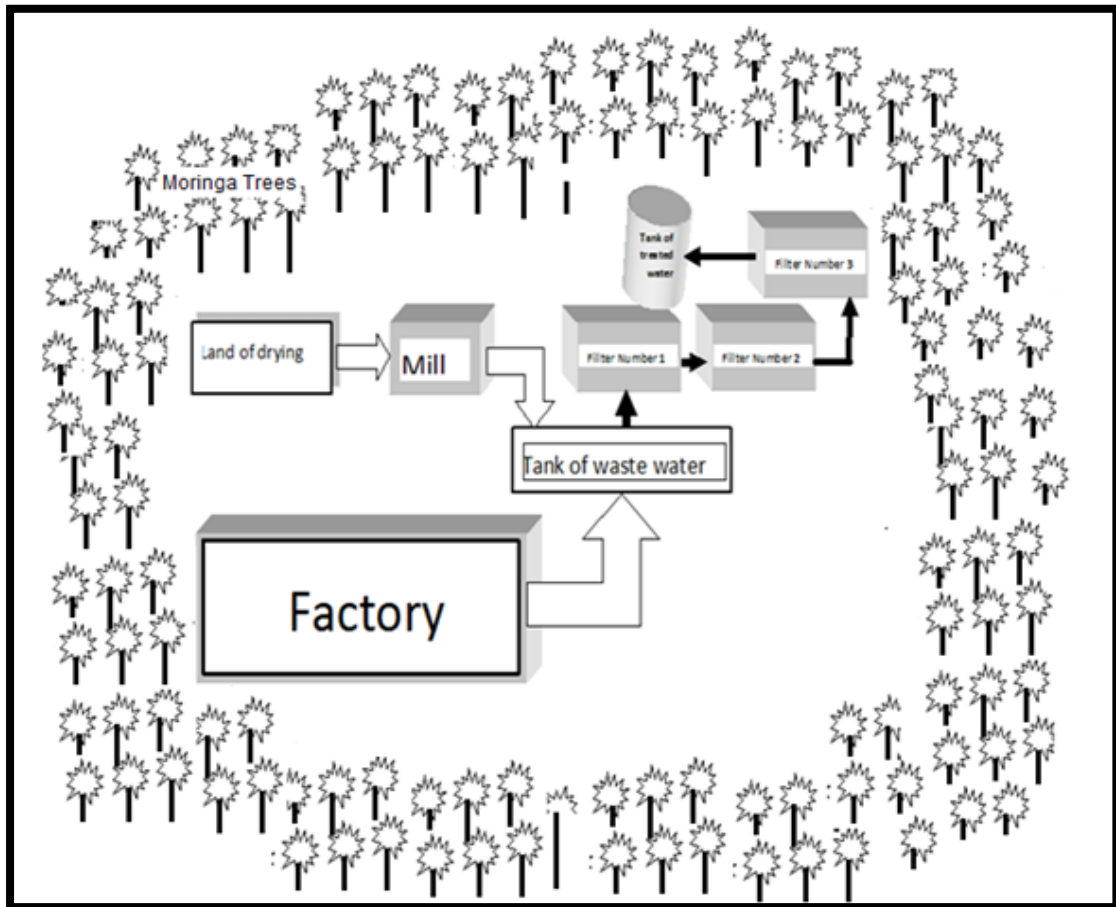 Moringa Trees
Tank of
treated
water
Filter Number 3
Land of drying
Mill
Filter Number 1
Filter Number 2
Tank of waste water
Factory